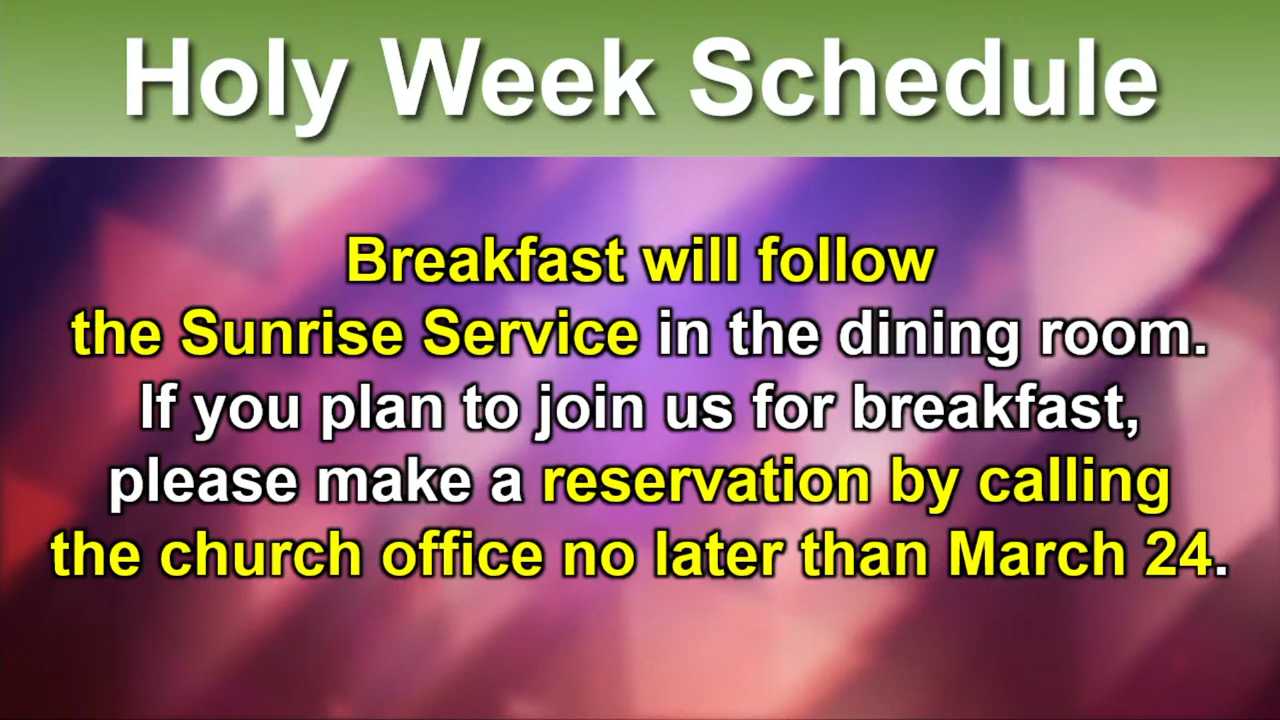 Holy Week Schedule
Breakfast will follow
the Sunrise Service in the dining room.
If you plan to join us for breakfast,
please make a reservation by calling
the church office no later than March 24.